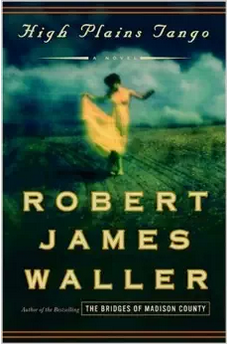 High Plains Tango
A NOVEL
ROBERT
JAMES
WALLER
Author of the Bestselling THE BRIDGES OF MADISON COUNTY